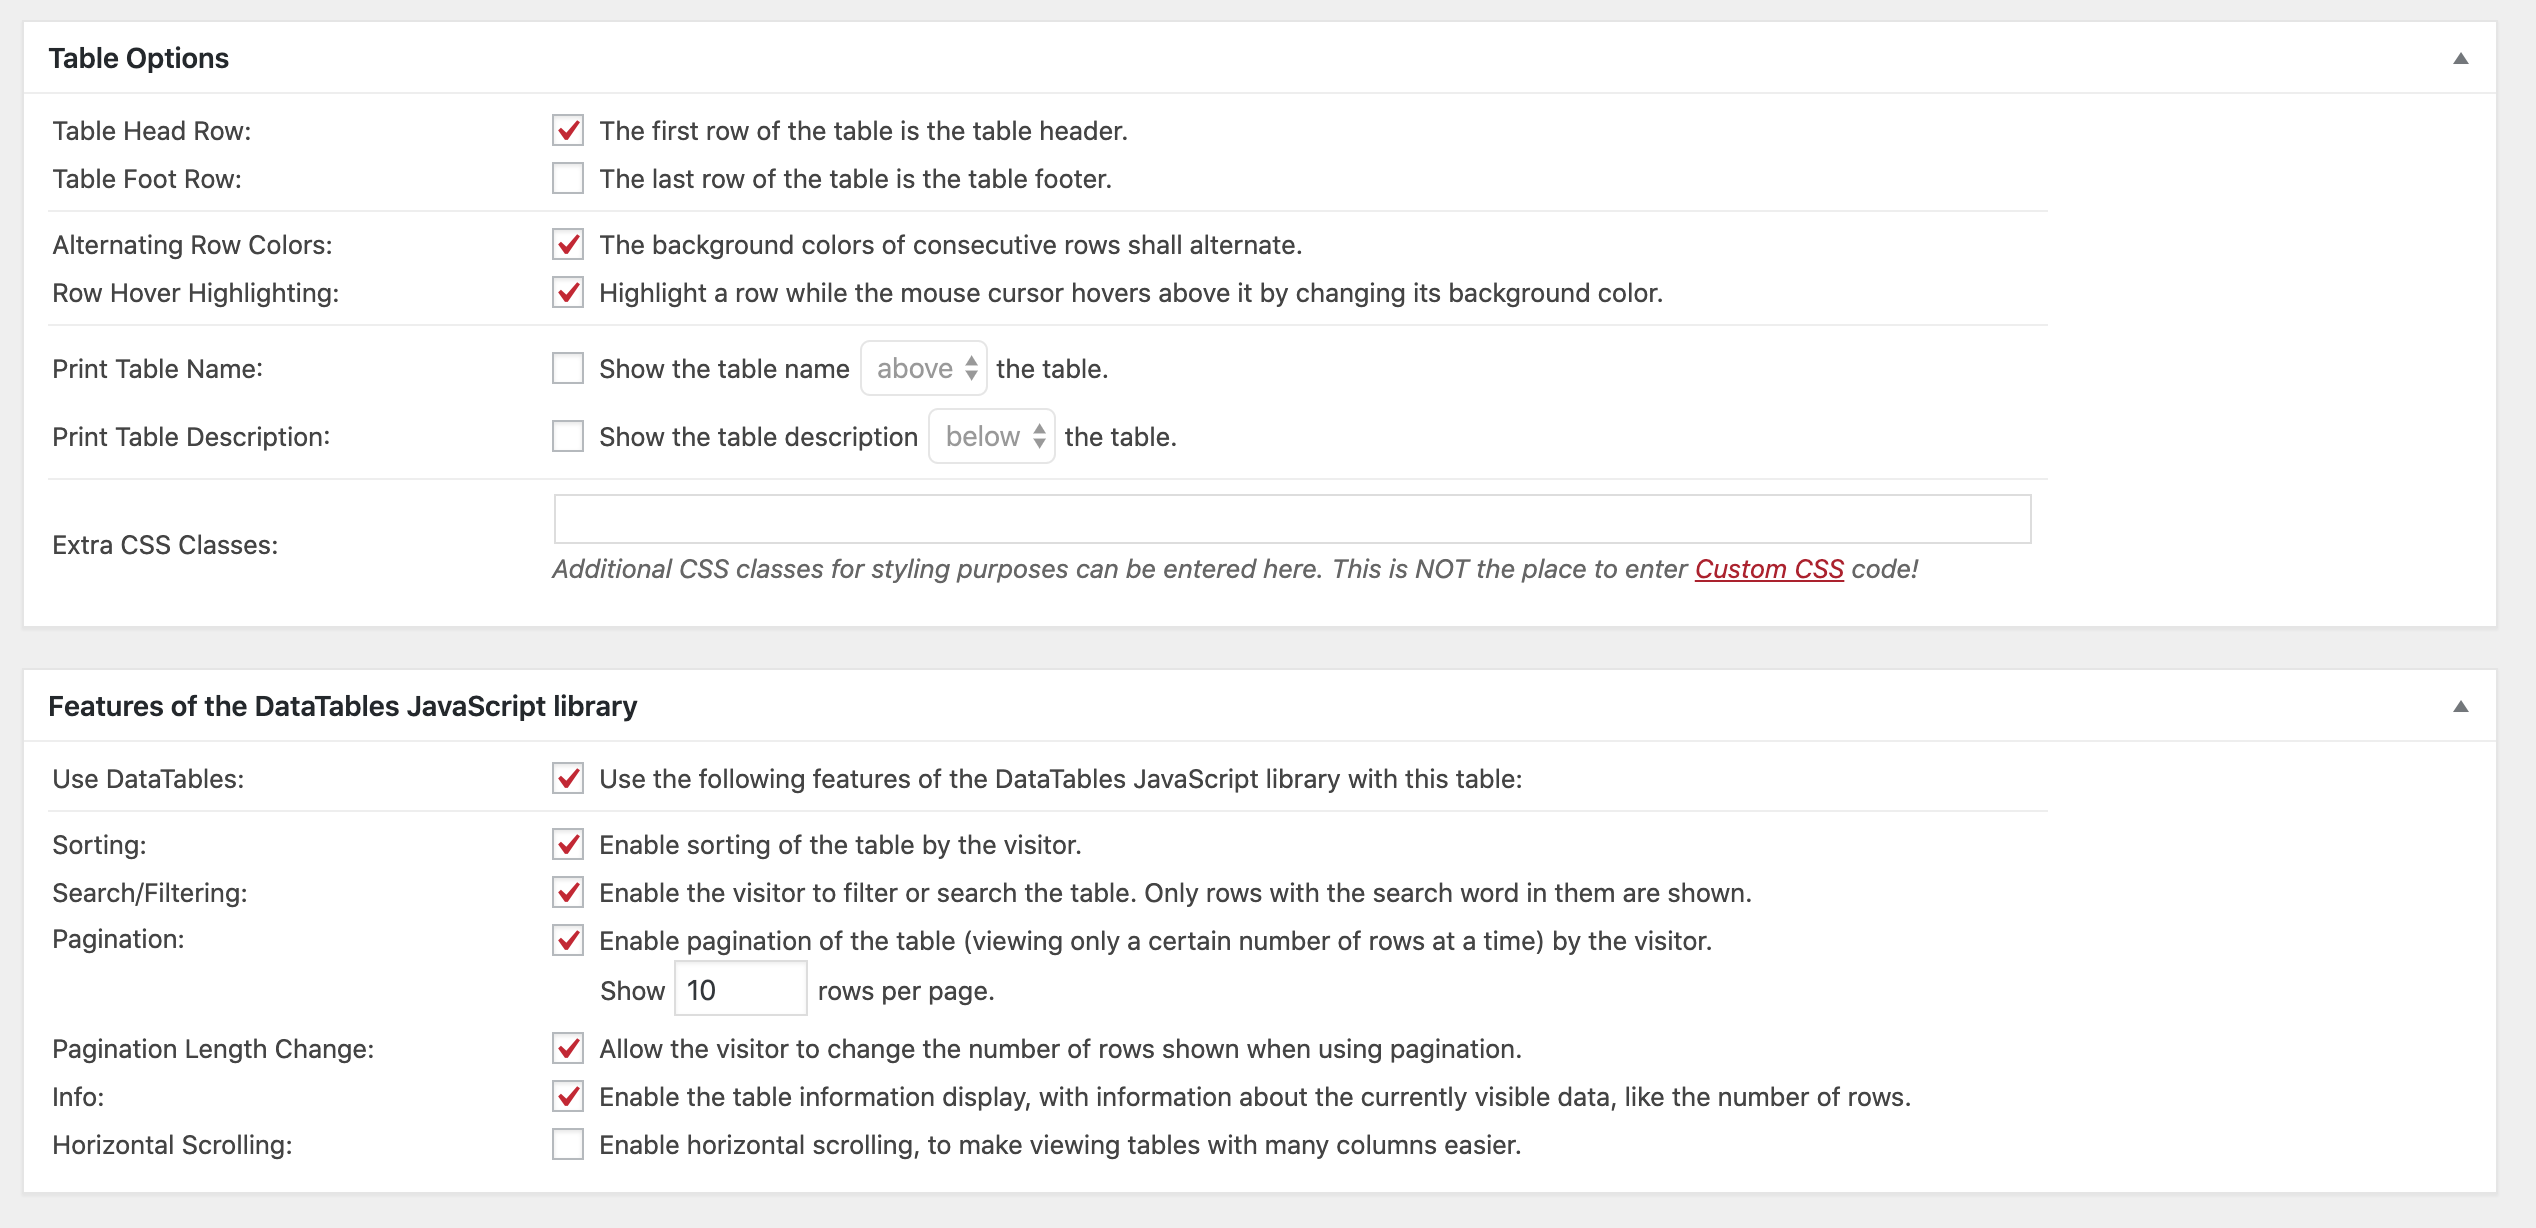 Table Options
Table Head Row: The first row of the table is the table header.
Table Foot Row: The last row of the table is the table footer.
Alternating Row Colors: The background colors of consecutive rows shall alternate.
Row Hover Highlighting: Highlight a row while the mouse cursor hovers above it by changing its background color.
Print Table Name: Show the table name above the table.
Print Table Description: Show the table description below the table.
Extra CSS Classes:
Additional CSS classes for styling purposes can be entered here. This is NOT the place to enter Custom CSS code!
Features of the DataTables JavaScript library
Use DataTables: Use the following features of the DataTables JavaScript library with this table:
Sorting: Enable sorting of the table by the visitor.
Search/Filtering: Enable the visitor to filter or search the table. Only rows with the search word in them are shown.
Pagination: Enable pagination of the table (viewing only a certain number of rows at a time) by the visitor.
Show 10 rows per page.
Pagination Length Change: Allow the visitor to change the number of rows shown when using pagination.
Info: Enable the table information display, with information about the currently visible data, like the number of rows.
Horizontal Scrolling: Enable horizontal scrolling, to make viewing tables with many columns easier.